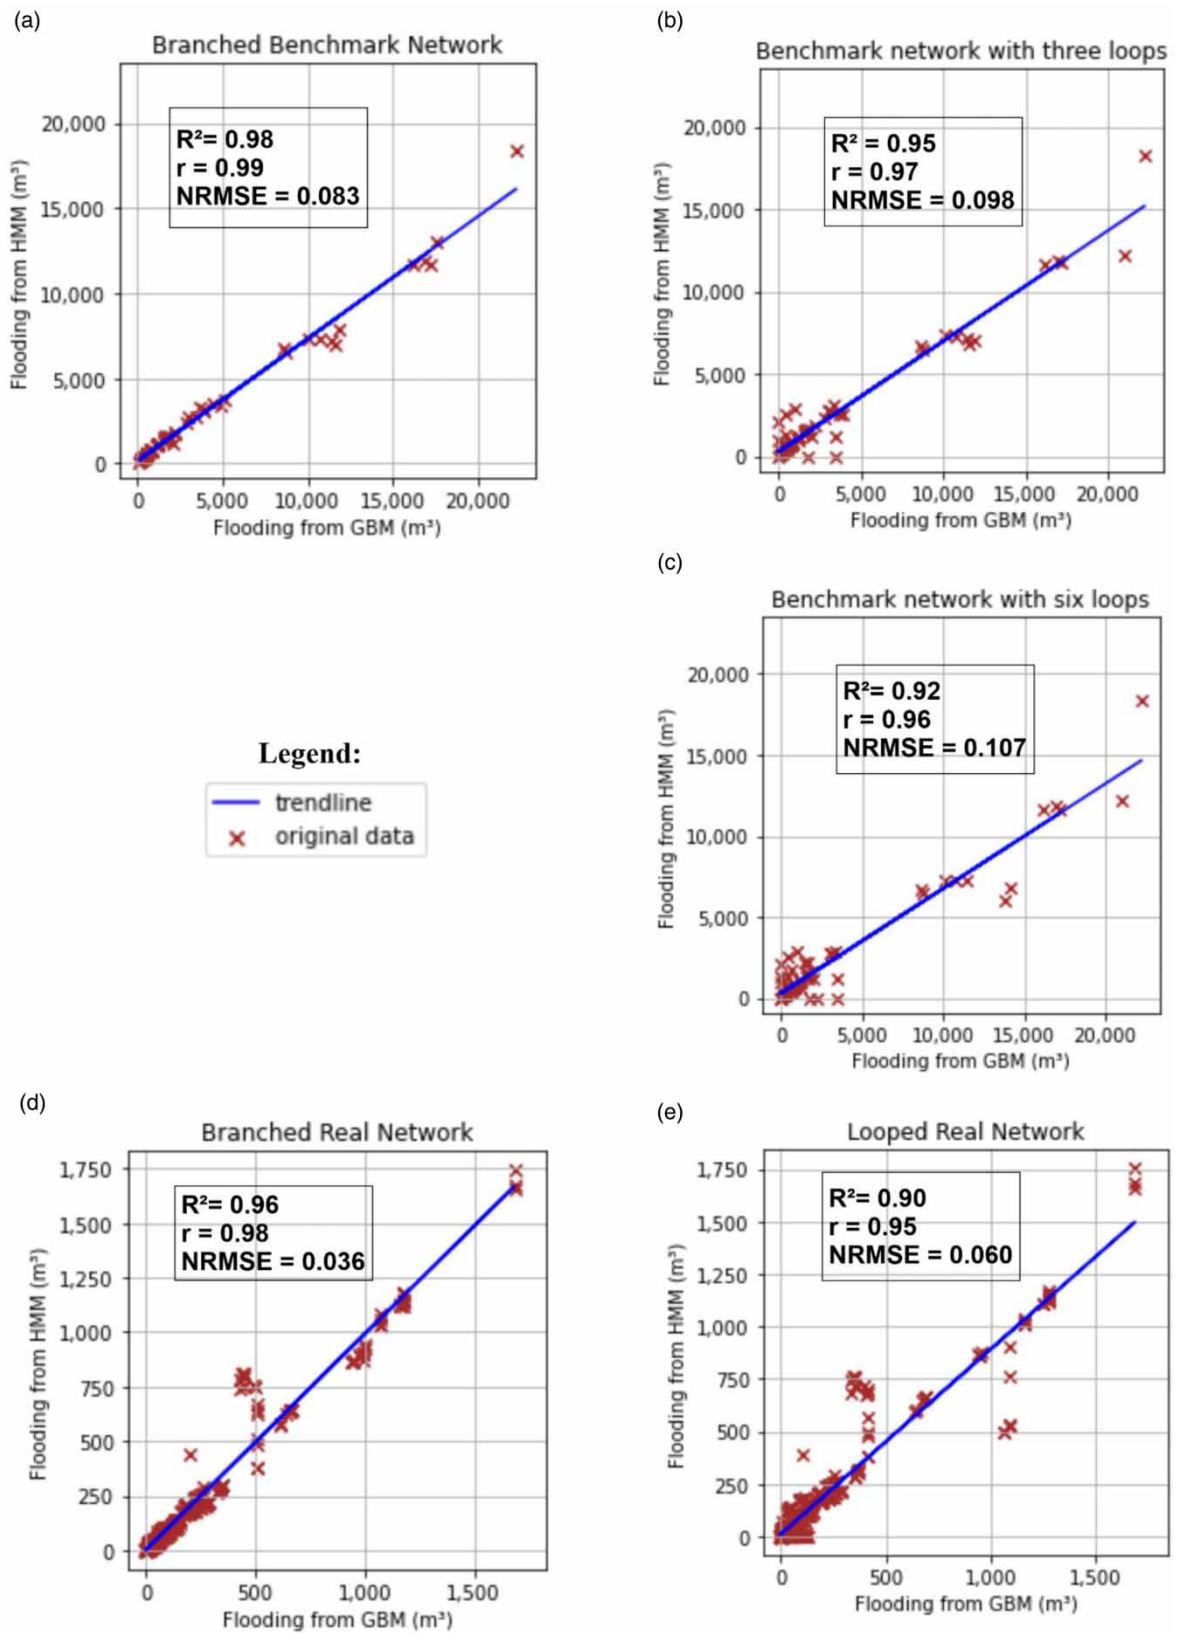 (a)
Branched Benchmark Network
R²= 0.98
r = 0.99
NRMSE = 0.083
20,000
15,000
10,000
5,000
0
Flooding from HMM (m³)
0 5,000 10,000 15,000 20,000
Flooding from GBM (m³)
(b)
Benchmark network with three loops
R² = 0.95
r = 0.97
NRMSE = 0.098
20,000
15,000
10,000
5,000
0
Flooding from HMM (m³)
0 5,000 10,000 15,000 20,000
Flooding from GBM (m³)
Legend:
trendline
original data
(c)
Benchmark network with six loops
R²= 0.92
r = 0.96
NRMSE = 0.107
20,000
15,000
10,000
5,000
0
Flooding from HMM (m³)
0 5,000 10,000 15,000 20,000
Flooding from GBM (m³)
(d)
Branched Real Network
R²= 0.96
r = 0.98
NRMSE = 0.036
1,750
1,500
1,250
1,000
750
500
250
0
Flooding from HMM (m³)
0 500 1,000 1,500
Flooding from GBM (m³)
(e)
Looped Real Network
R²= 0.90
r = 0.95
NRMSE = 0.060
1,750
1,500
1,250
1,000
750
500
250
0
Flooding from HMM (m³)
0 500 1,000 1,500
Flooding from GBM (m³)